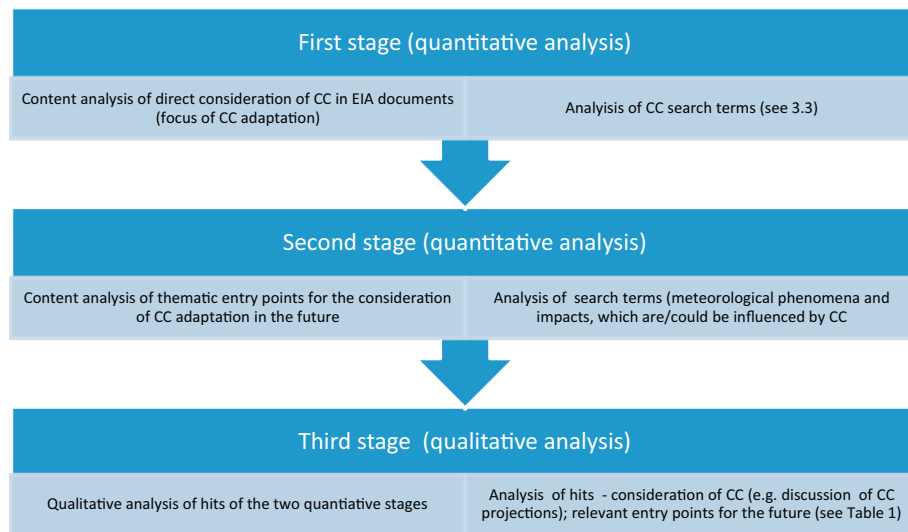 First stage (quantitative analysis)
Content analysis of direct consideration of CC in EIA documents
(focus of CC adaptation)
Analyisis of CC search terms (see 3.3)
Second stage (quantitative analysis)
Content analysis of thematic entry points for the consideration
of CC adaptation in the future
Analysis of search terms (meteorological phenomena and
impacts, which are/could be influenced by CC
Third stage (qualitative analysis)
Qualitative analysis of hits of the two quantiative stages
Analysis of hits - consideration of CC (e.g. discussion of CC
projections); relevant entry points for the future (see Table 1)